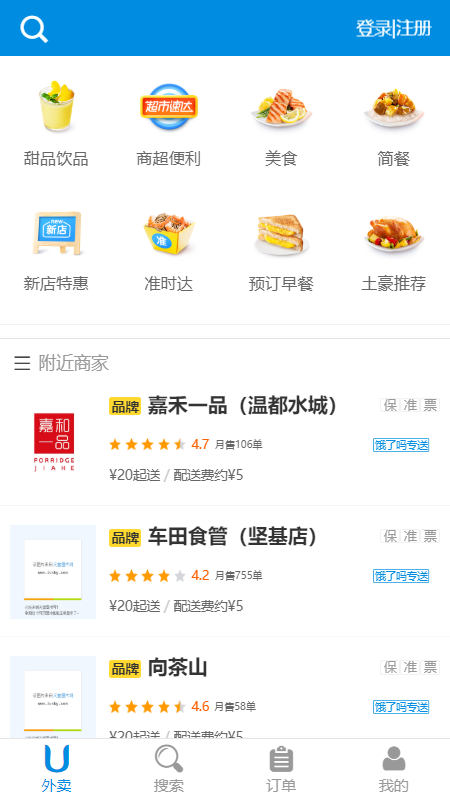 登录|注册
超市速达
甜品饮品
商超便利
美食
简餐
new
新店
准
新店特惠
准时达
预订早餐
土豪推荐
附近商家
嘉和
一品
PORRIDGE
JIAHE
品牌 嘉禾一品（温都水城） 保 准 票
4.7 月售106单 饿了吗专送
¥20起送 / 配送费约¥5
品牌 车田食管（坚基店） 保 准 票
4.2 月售755单 饿了吗专送
¥20起送 / 配送费约¥5
品牌 向茶山 保 准 票
4.6 月售58单 饿了吗专送
¥20起送 / 配送费约¥5
外卖
搜索
订单
我的